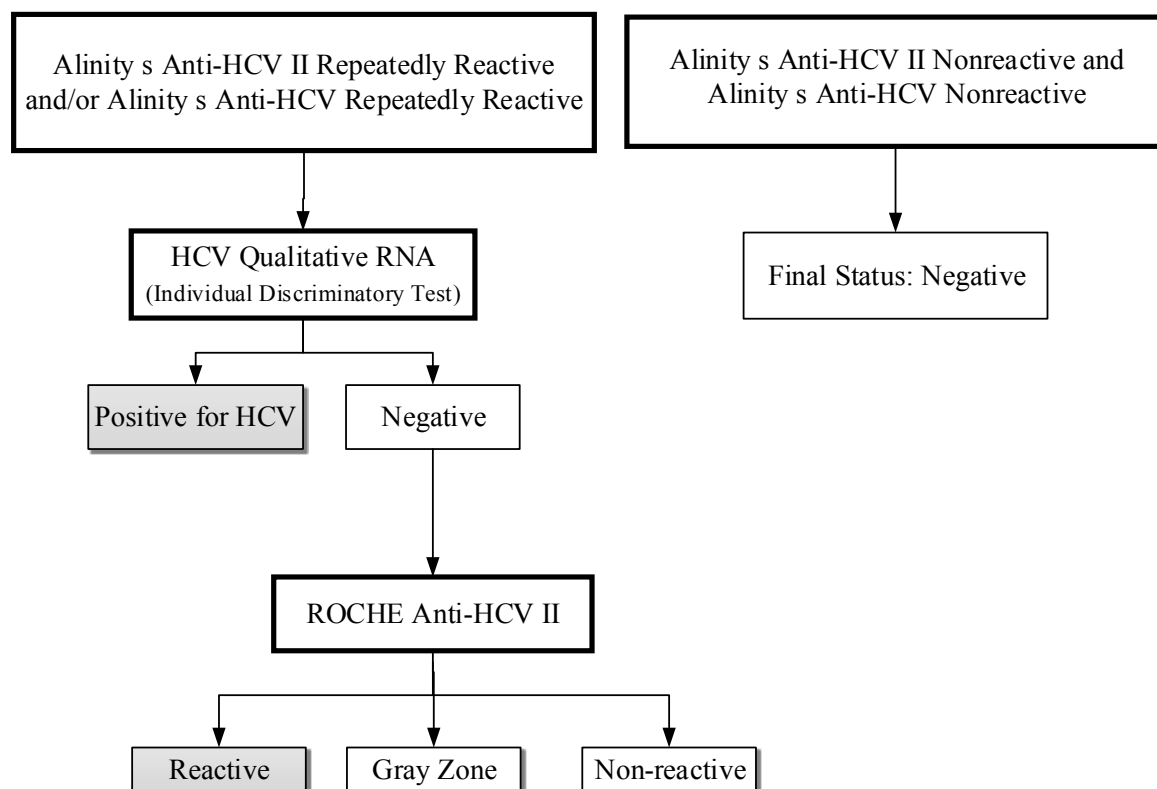 Alinity s Anti-HCV II Repeatedly Reactive
and/or Alinity s Anti-HCV Repeatedly Reactive
Alinity s Anti-HCV II Nonreactive and
Alinity s Anti-HCV Nonreactive
HCV Qualitative RNA
(Individual Discriminatory Test)
Final Status: Negative
Positive for HCV
Negative
ROCHE Anti-HCV II
Reactive
Gray Zone
Non-reactive